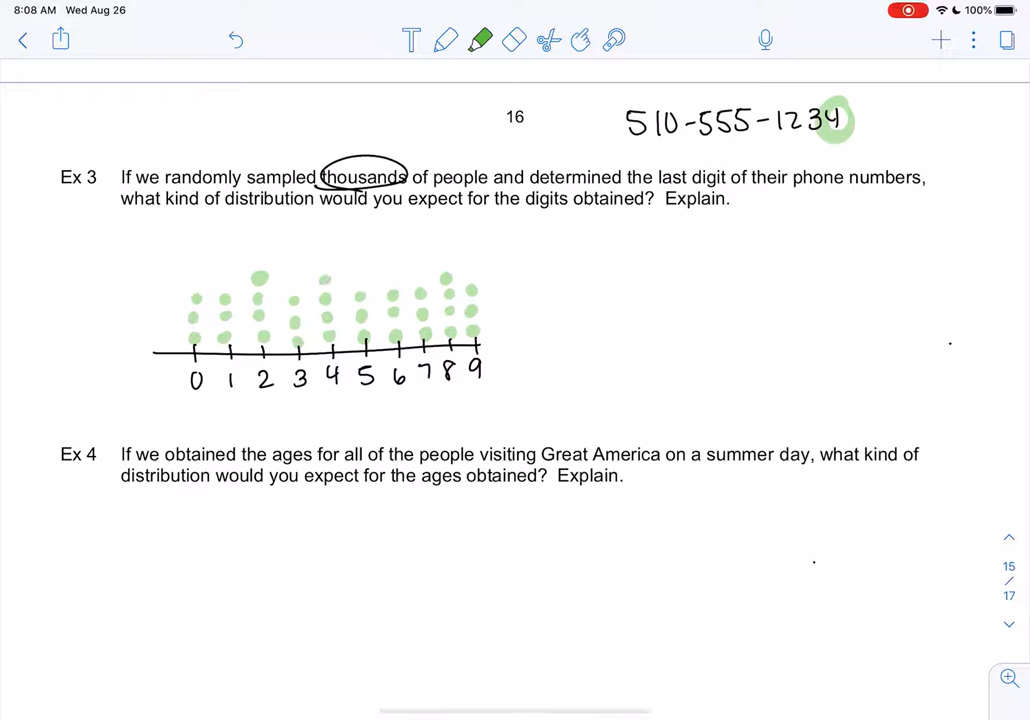 8:08 AM Wed Aug 26
100%
T
16
510-555-1234
Ex 3 If we randomly sampled thousands of people and determined the last digit of their phone numbers,
what kind of distribution would you expect for the digits obtained? Explain.
0 1 2 3 4 5 6 7 8 9
Ex 4 If we obtained the ages for all of the people visiting Great America on a summer day, what kind of
distribution would you expect for the ages obtained? Explain.
15
/
17